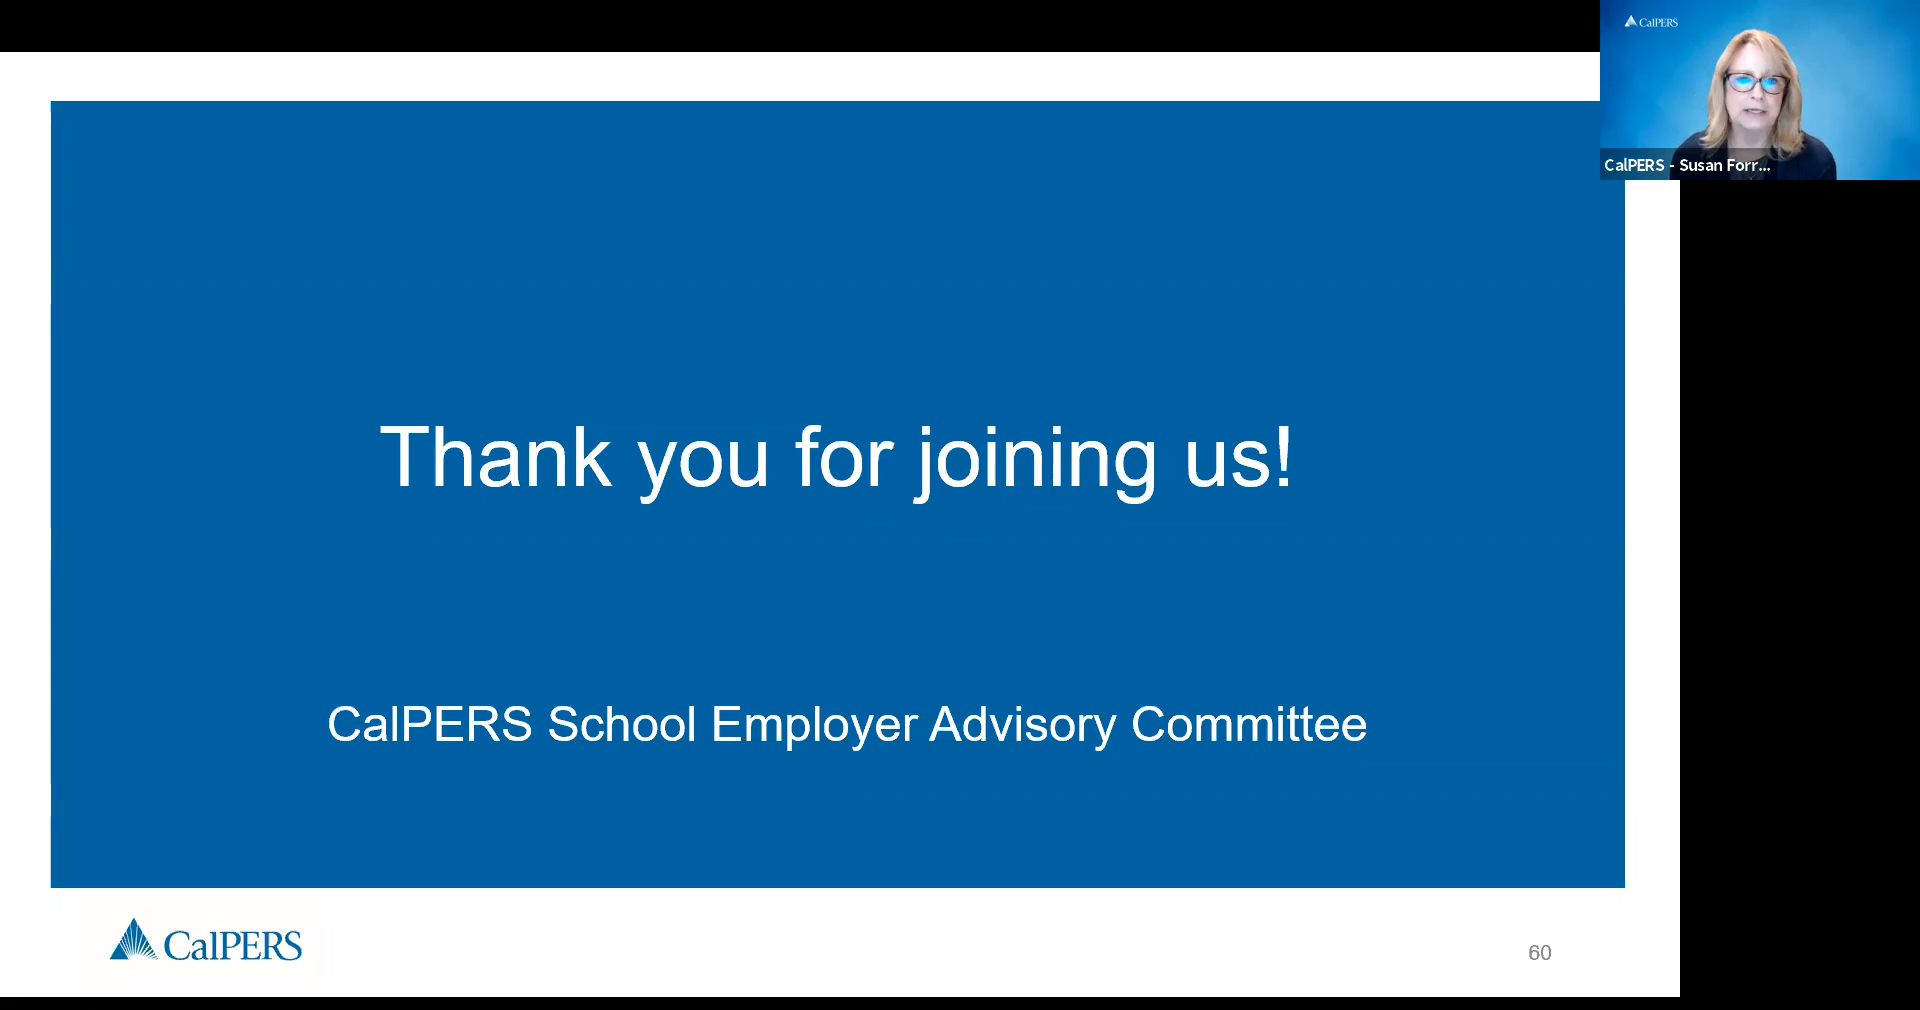 CalPERS
CalPERS - Susan Forr...
Thank you for joining us!
CalPERS School Employer Advisory Committee
CalPERS
60